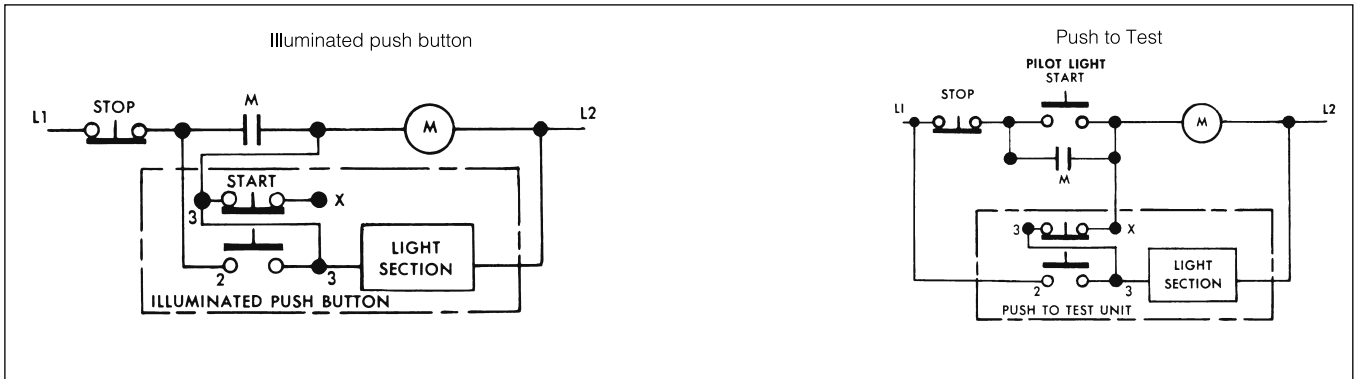 Illuminated push button
L1
STOP
M
M
L2
START
X
3
2
3
LIGHT
SECTION
ILLUMINATED PUSH BUTTON
Push to Test
PILOT LIGHT
START
L1
STOP
M
L2
M
3
X
2
3
LIGHT
SECTION
PUSH TO TEST UNIT